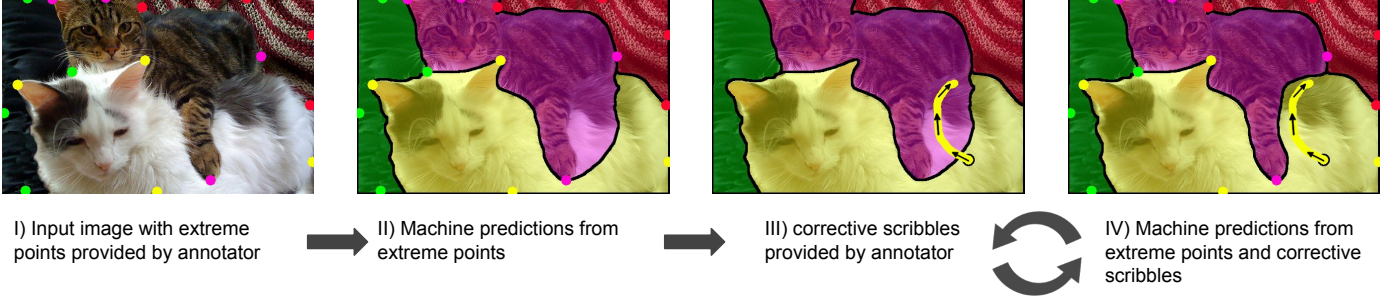 I) Input image with extreme
points provided by annotator
II) Machine predictions from
extreme points
III) corrective scribbles
provided by annotator
IV) Machine predictions from
extreme points and corrective
scribbles